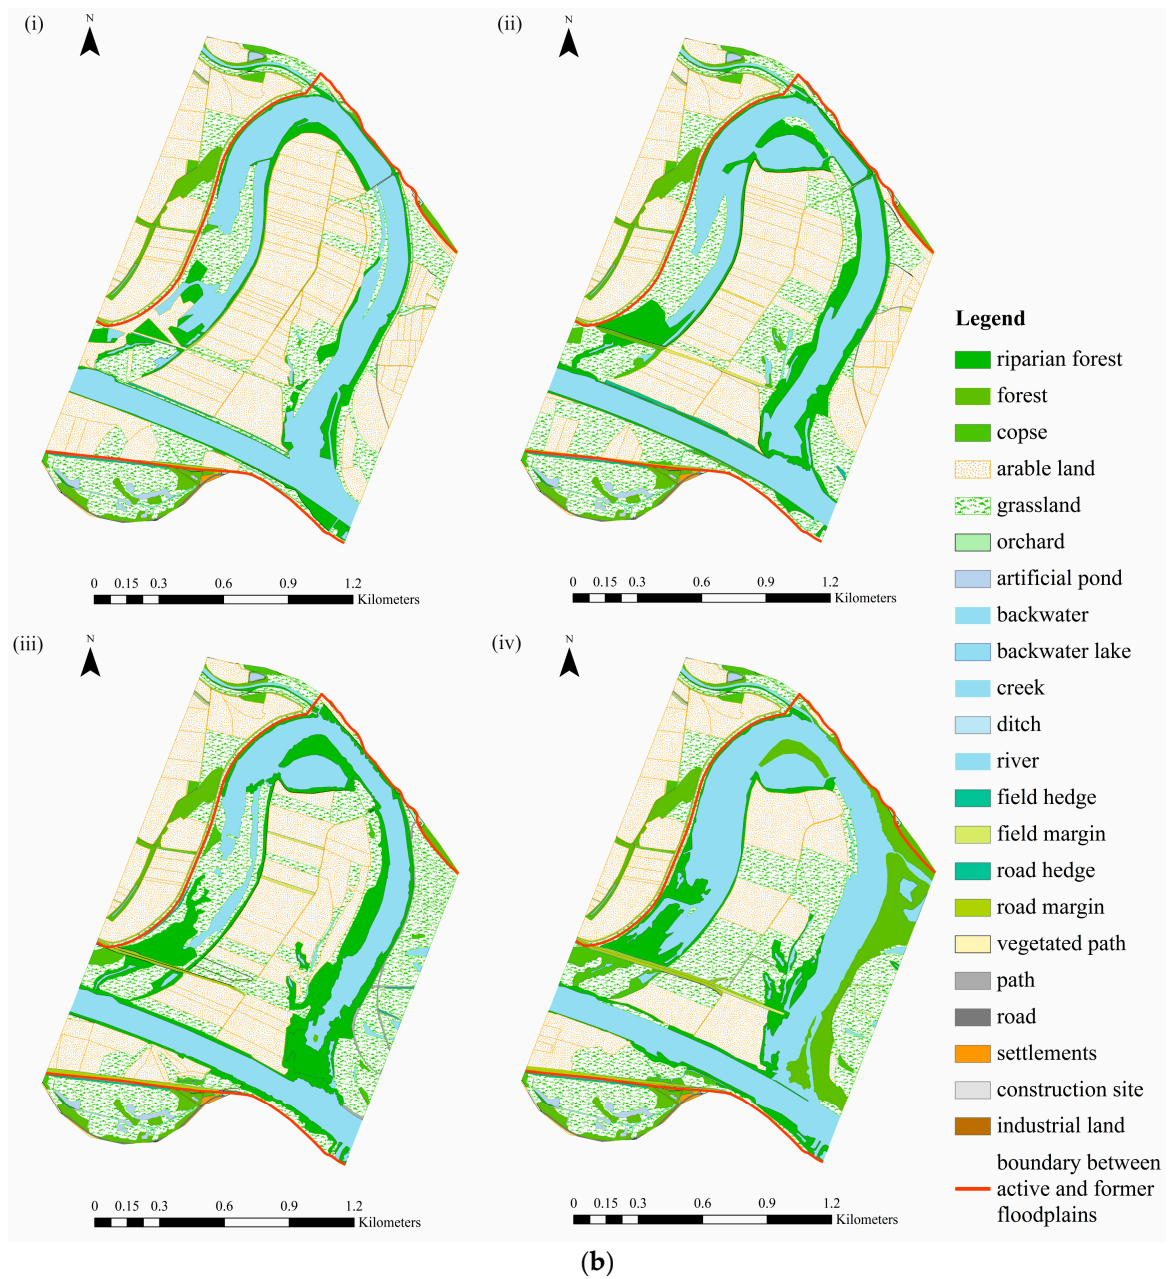 (i)
N
(ii)
N
0 0.15 0.3 0.6 0.9 1.2
Kilometers
0 0.15 0.3 0.6 0.9 1.2
Kilometers
(iii)
N
(iv)
N
0 0.15 0.3 0.6 0.9 1.2
Kilometers
0 0.15 0.3 0.6 0.9 1.2
Kilometers
Legend
riparian forest
forest
copse
arable land
grassland
orchard
artificial pond
backwater
backwater lake
creek
ditch
river
field hedge
field margin
road hedge
road margin
vegetated path
path
road
settlements
construction site
industrial land
boundary between
active and former
floodplains
(b)